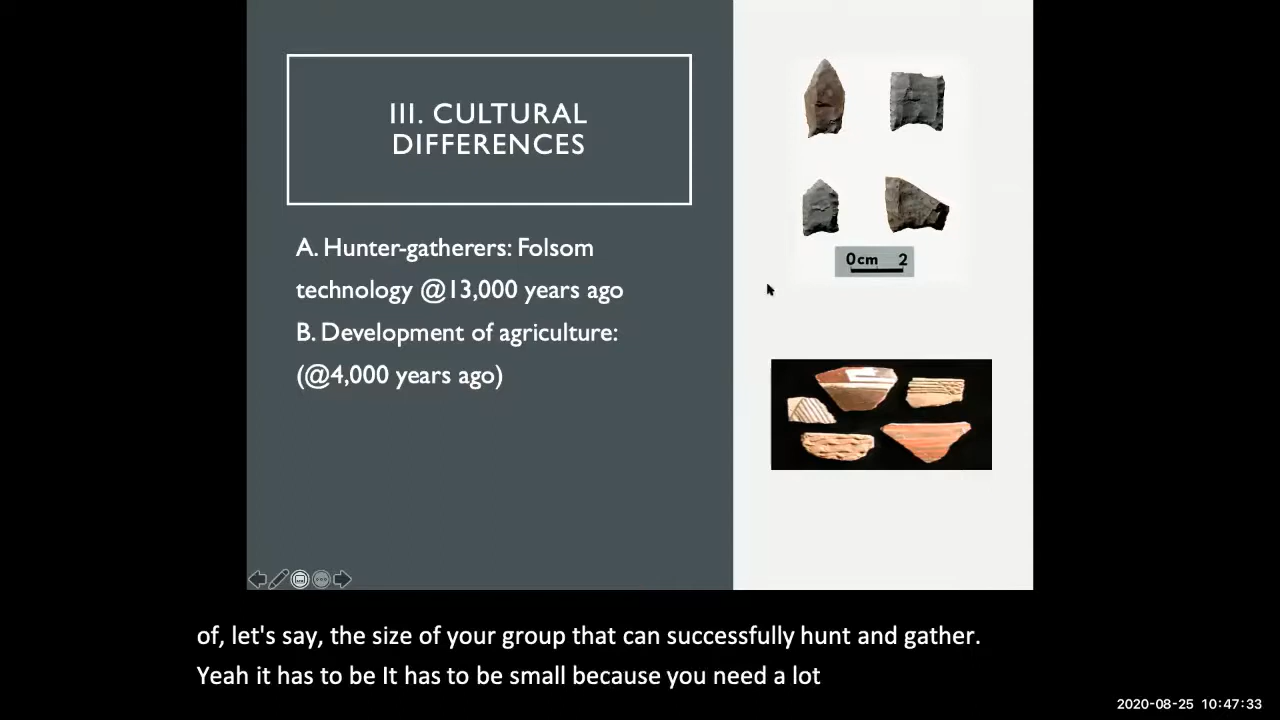 III. CULTURAL
DIFFERENCES
A. Hunter-gatherers: Folsom
technology @13,000 years ago
B. Development of agriculture:
(@4,000 years ago)
0cm 2
of, let's say, the size of your group that can successfully hunt and gather.
Yeah it has to be It has to be small because you need a lot
2020-08-25 10:47:33